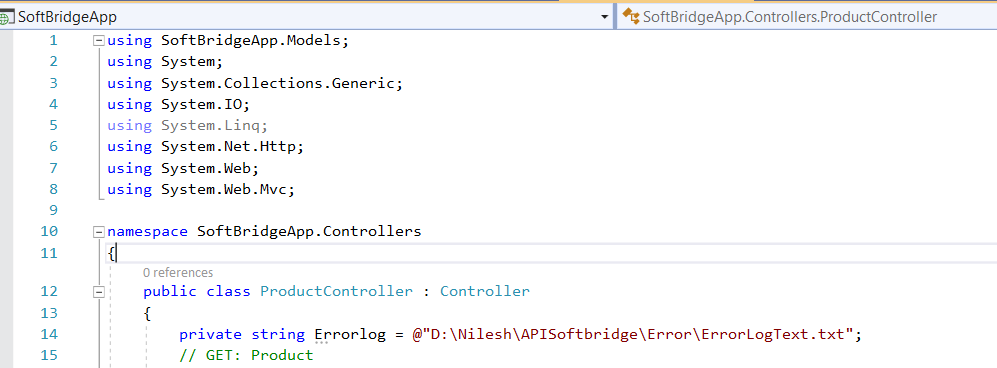 SoftBridgeApp SoftBridgeApp.Controllers.ProductController
1 using SoftBridgeApp.Models;
2 using System;
3 using System.Collections.Generic;
4 using System.IO;
5 using System.Linq;
6 using System.Net.Http;
7 using System.Web;
8 using System.Web.Mvc;
9
10 namespace SoftBridgeApp.Controllers
11 {
0 references
12 public class ProductController : Controller
13 {
14 private string Errorlog = @"D:\Nilesh\APISoftbridge\Error\ErrorLogText.txt";
15 // GET: Product